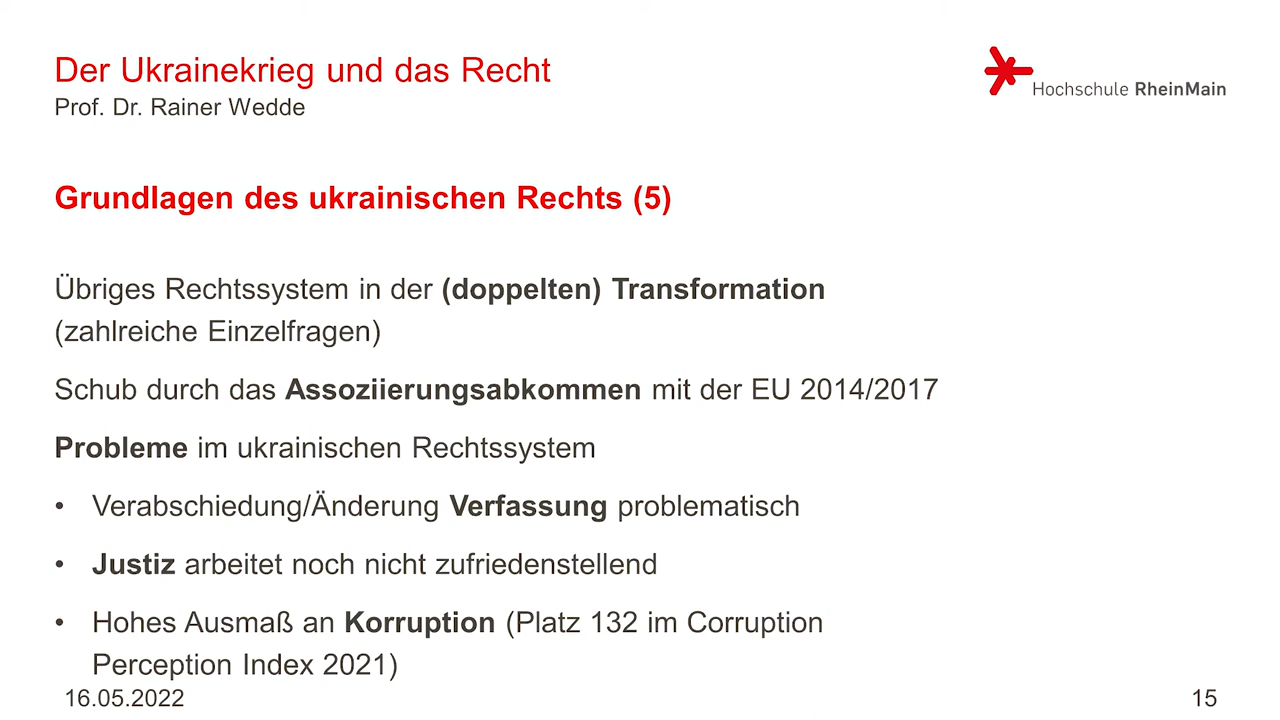 Der Ukrainekrieg und das Recht
Prof. Dr. Rainer Wedde
Hochschule RheinMain
Grundlagen des ukrainischen Rechts (5)
Übriges Rechtssystem in der (doppelten) Transformation
(zahlreiche Einzelfragen)
Schub durch das Assoziierungsabkommen mit der EU 2014/2017
Probleme im ukrainischen Rechtssystem
• Verabschiedung/Änderung Verfassung problematisch
• Justiz arbeitet noch nicht zufriedenstellend
• Hohes Ausmaß an Korruption (Platz 132 im Corruption
Perception Index 2021)
16.05.2022
15